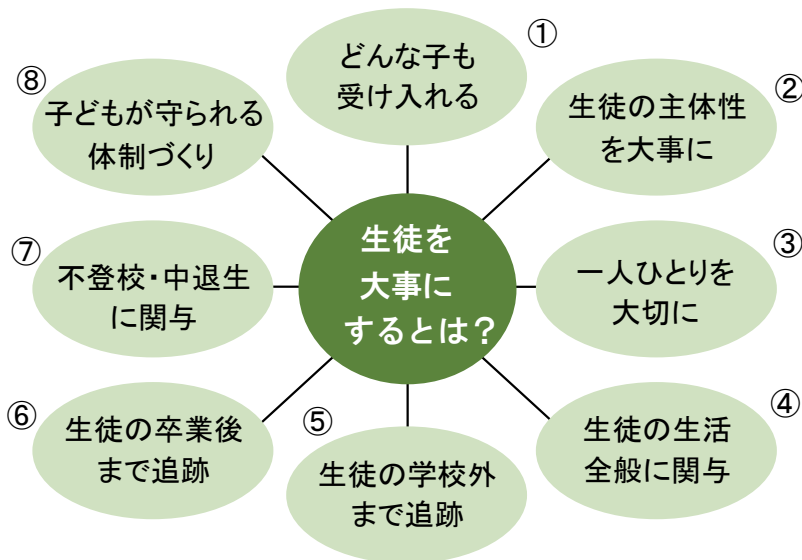 生徒を
大事に
するとは？
①
どんな子も
受け入れる
②
生徒の主体性
を大事に
③
一人ひとりを
大切に
④
生徒の生活
全般に関与
⑤
生徒の学校外
まで追跡
⑥
生徒の卒業後
まで追跡
⑦
不登校・中退生
に関与
⑧
子どもが守られる
体制づくり